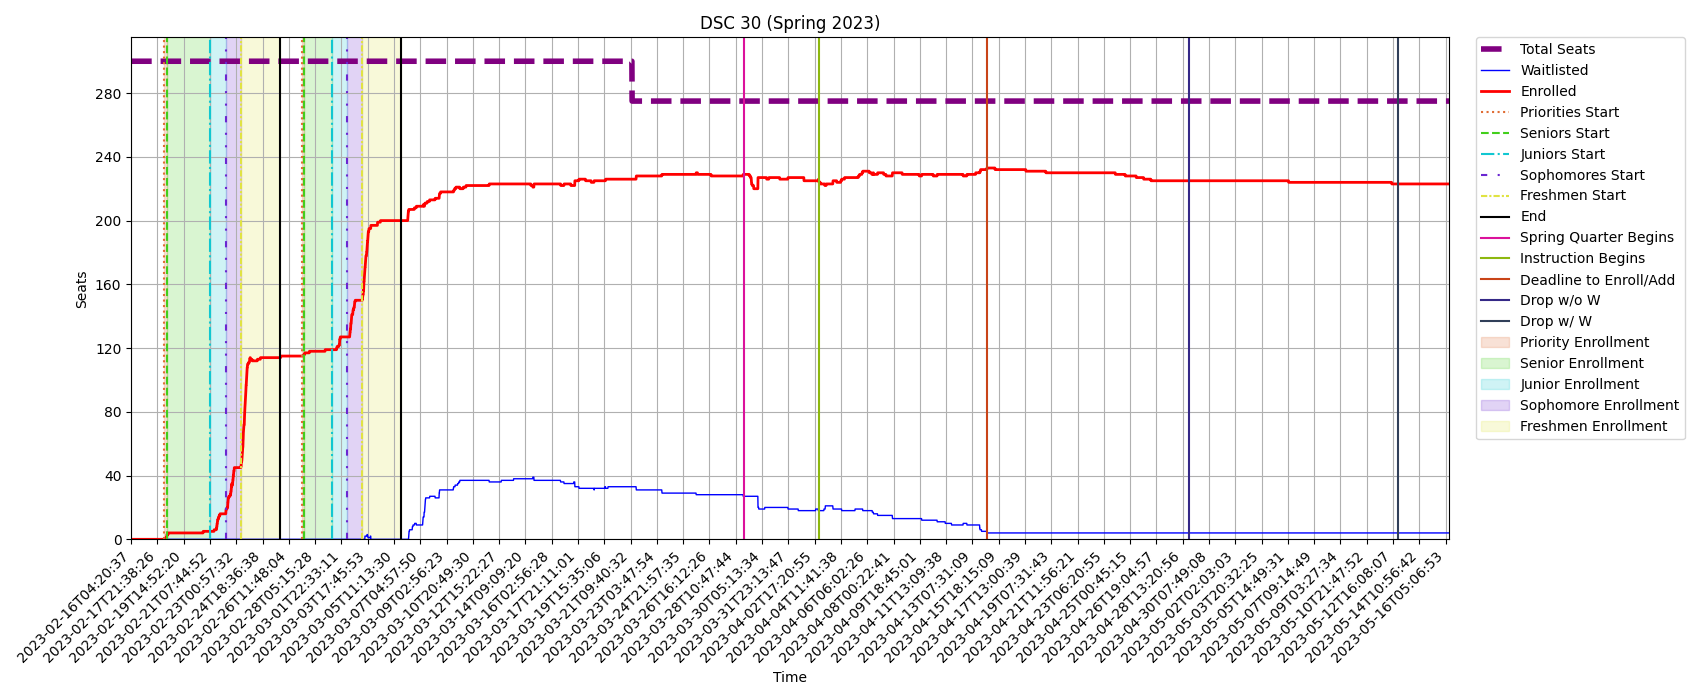 DSC 30 (Spring 2023)
Seats
280
240
200
160
120
80
40
0
2023-02-16T04:20:37
2023-02-17T21:38:26
2023-02-19T14:52:20
2023-02-21T07:44:52
2023-02-23T00:57:32
2023-02-24T18:36:38
2023-02-26T11:48:04
2023-02-28T05:15:28
2023-03-01T22:33:11
2023-03-03T17:45:53
2023-03-05T11:13:30
2023-03-07T04:57:50
2023-03-09T02:56:23
2023-03-10T20:49:30
2023-03-12T15:22:27
2023-03-14T09:09:20
2023-03-16T02:56:28
2023-03-17T21:11:01
2023-03-19T15:35:06
2023-03-21T09:40:32
2023-03-23T03:47:54
2023-03-24T21:57:35
2023-03-26T16:12:26
2023-03-28T10:47:44
2023-03-30T05:13:34
2023-03-31T23:13:47
2023-04-02T17:20:55
2023-04-04T11:41:38
2023-04-06T06:02:26
2023-04-08T00:22:41
2023-04-09T18:45:01
2023-04-11T13:09:38
2023-04-13T07:31:09
2023-04-15T18:15:09
2023-04-17T13:00:39
2023-04-19T07:31:43
2023-04-21T11:56:21
2023-04-23T06:20:55
2023-04-25T00:45:15
2023-04-26T19:04:57
2023-04-28T13:20:56
2023-04-30T07:49:08
2023-05-02T02:03:03
2023-05-03T20:32:25
2023-05-05T14:49:31
2023-05-07T09:14:49
2023-05-09T03:27:34
2023-05-10T21:47:52
2023-05-12T16:08:07
2023-05-14T10:56:42
2023-05-16T05:06:53
Time
Total Seats
Waitlisted
Enrolled
Priorities Start
Seniors Start
Juniors Start
Sophomores Start
Freshmen Start
End
Spring Quarter Begins
Instruction Begins
Deadline to Enroll/Add
Drop w/o W
Drop w/ W
Priority Enrollment
Senior Enrollment
Junior Enrollment
Sophomore Enrollment
Freshmen Enrollment